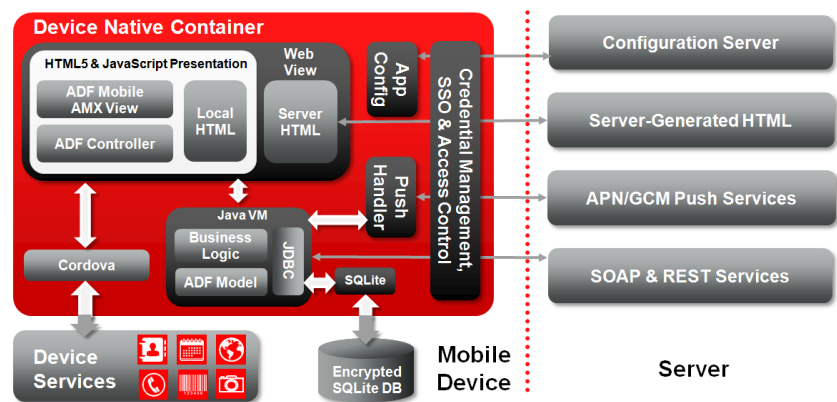 Device Native Container
HTML5 & JavaScript Presentation
ADF Mobile
AMX View
ADF Controller
Local
HTML
Web
View
Server
HTML
App
Config
Push
Handler
Credential Management,
SSO & Access Control
Java VM
Business
Logic
ADF Model
JDBC
SQLite
Cordova
Device
Services
123456
Encrypted
SQLite DB
Mobile
Device
Configuration Server
Server-Generated HTML
APN/GCM Push Services
SOAP & REST Services
Server